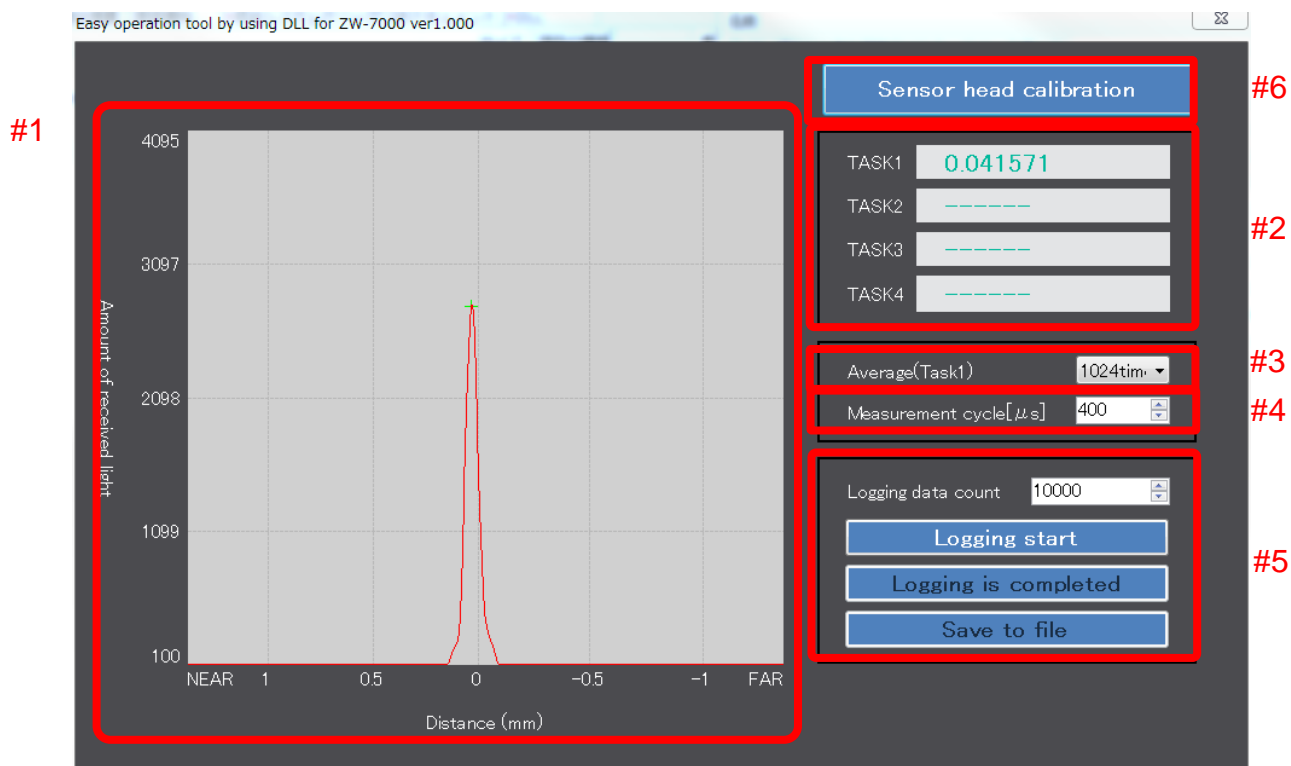 Easy operation tool by using DLL for ZW-7000 ver1.000
#1
4095
3097
2098
1099
100
Amount of received light
NEAR 1 0.5 0 -0.5 -1 FAR
Distance (mm)
Sensor head calibration
#6
TASK1 0.041571
TASK2 ------
TASK3 ------
TASK4 ------
#2
Average(Task1) 1024tim
#3
Measurement cycle[μs] 400
#4
Logging data count 10000
Logging start
Logging is completed
Save to file
#5